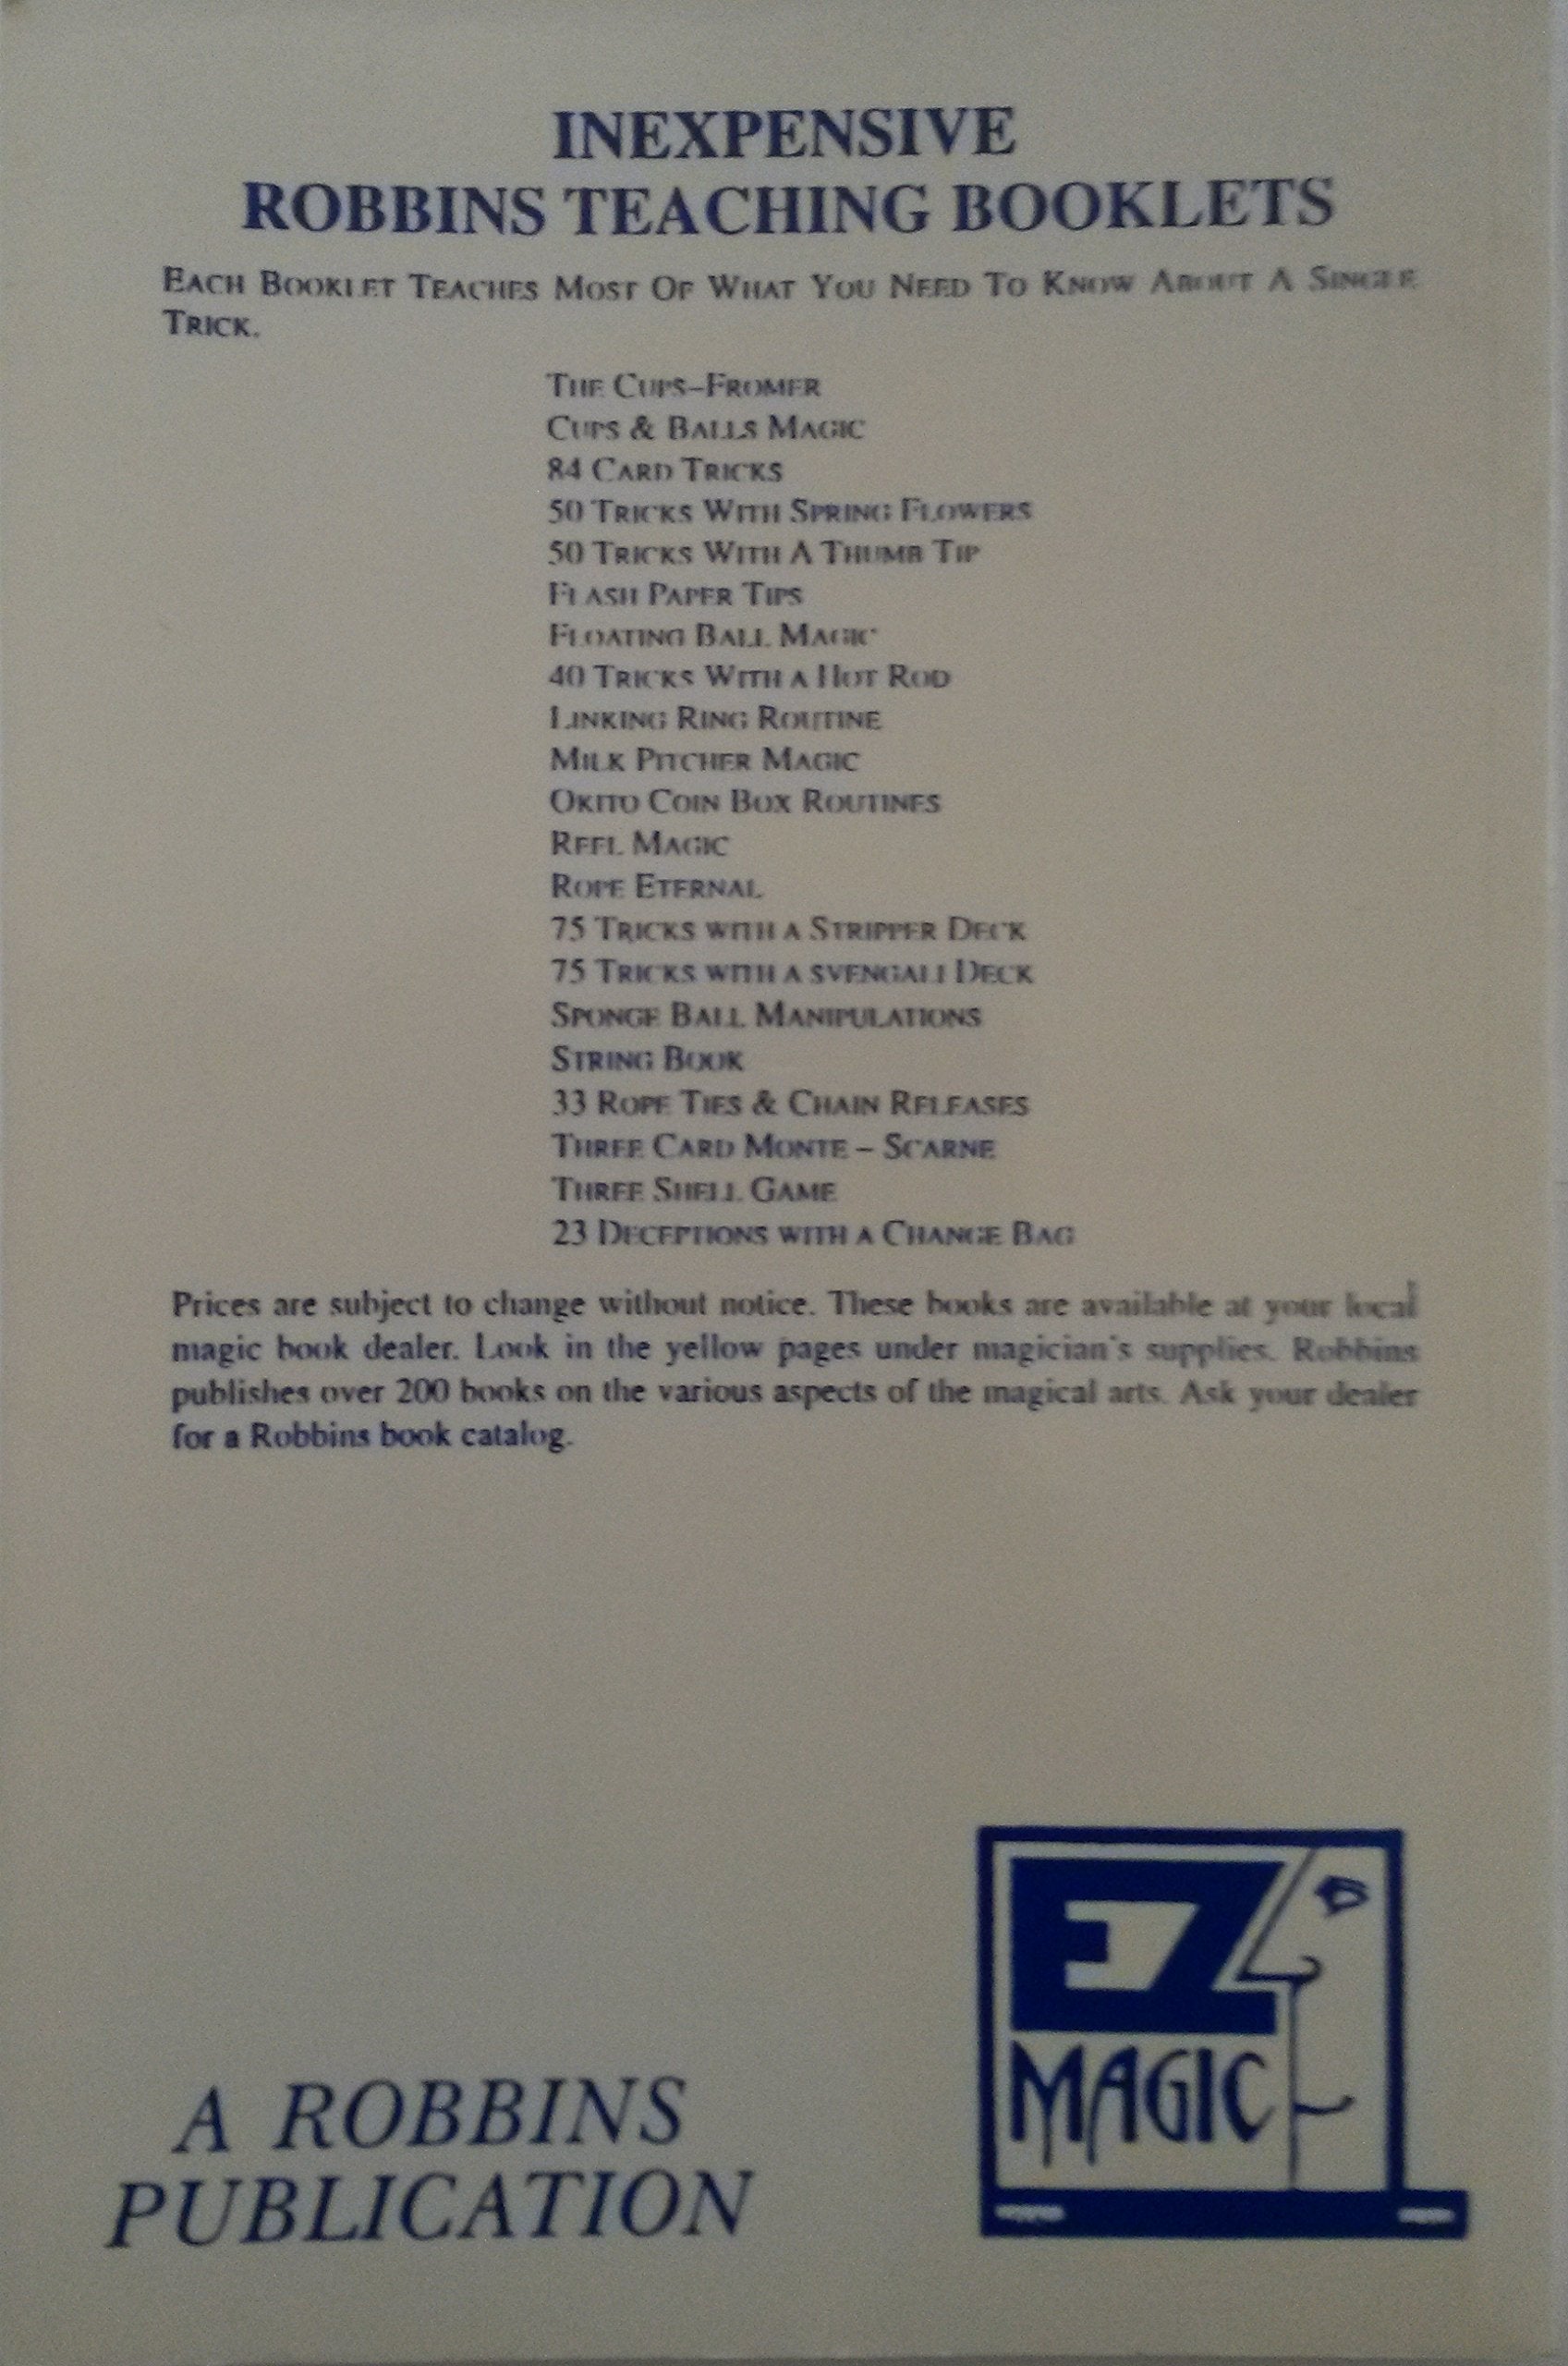 INEXPENSIVE
ROBBINS TEACHING BOOKLETS
EACH BOOKLET TEACHES MOST OF WHAT YOU NEED TO KNOW ABOUT A SINGLE
TRICK.
THE CUPS–FROMER
CUPS & BALLS MAGIC
84 CARD TRICKS
50 TRICKS WITH SPRING FLOWERS
50 TRICKS WITH A THUMB TIP
FLASH PAPER TIPS
FLOATING BALL MAGIC
40 TRICKS WITH A HOT ROD
LINKING RING ROUTINE
MILK PITCHER MAGIC
OKITO COIN BOX ROUTINES
REEL MAGIC
ROPE ETERNAL
75 TRICKS WITH A STRIPPER DECK
75 TRICKS WITH A SVENGALI DECK
SPONGE BALL MANIPULATIONS
STRING BOOK
33 ROPE TIES & CHAIN RELEASES
THREE CARD MONTE – SCARNE
THREE SHELL GAME
23 DECEPTIONS WITH A CHANGE BAG
Prices are subject to change without notice. These books are available at your local
magic book dealer. Look in the yellow pages under magician's supplies. Robbins
publishes over 200 books on the various aspects of the magical arts. Ask your dealer
for a Robbins book catalog.
A ROBBINS
PUBLICATION
EZ
MAGIC